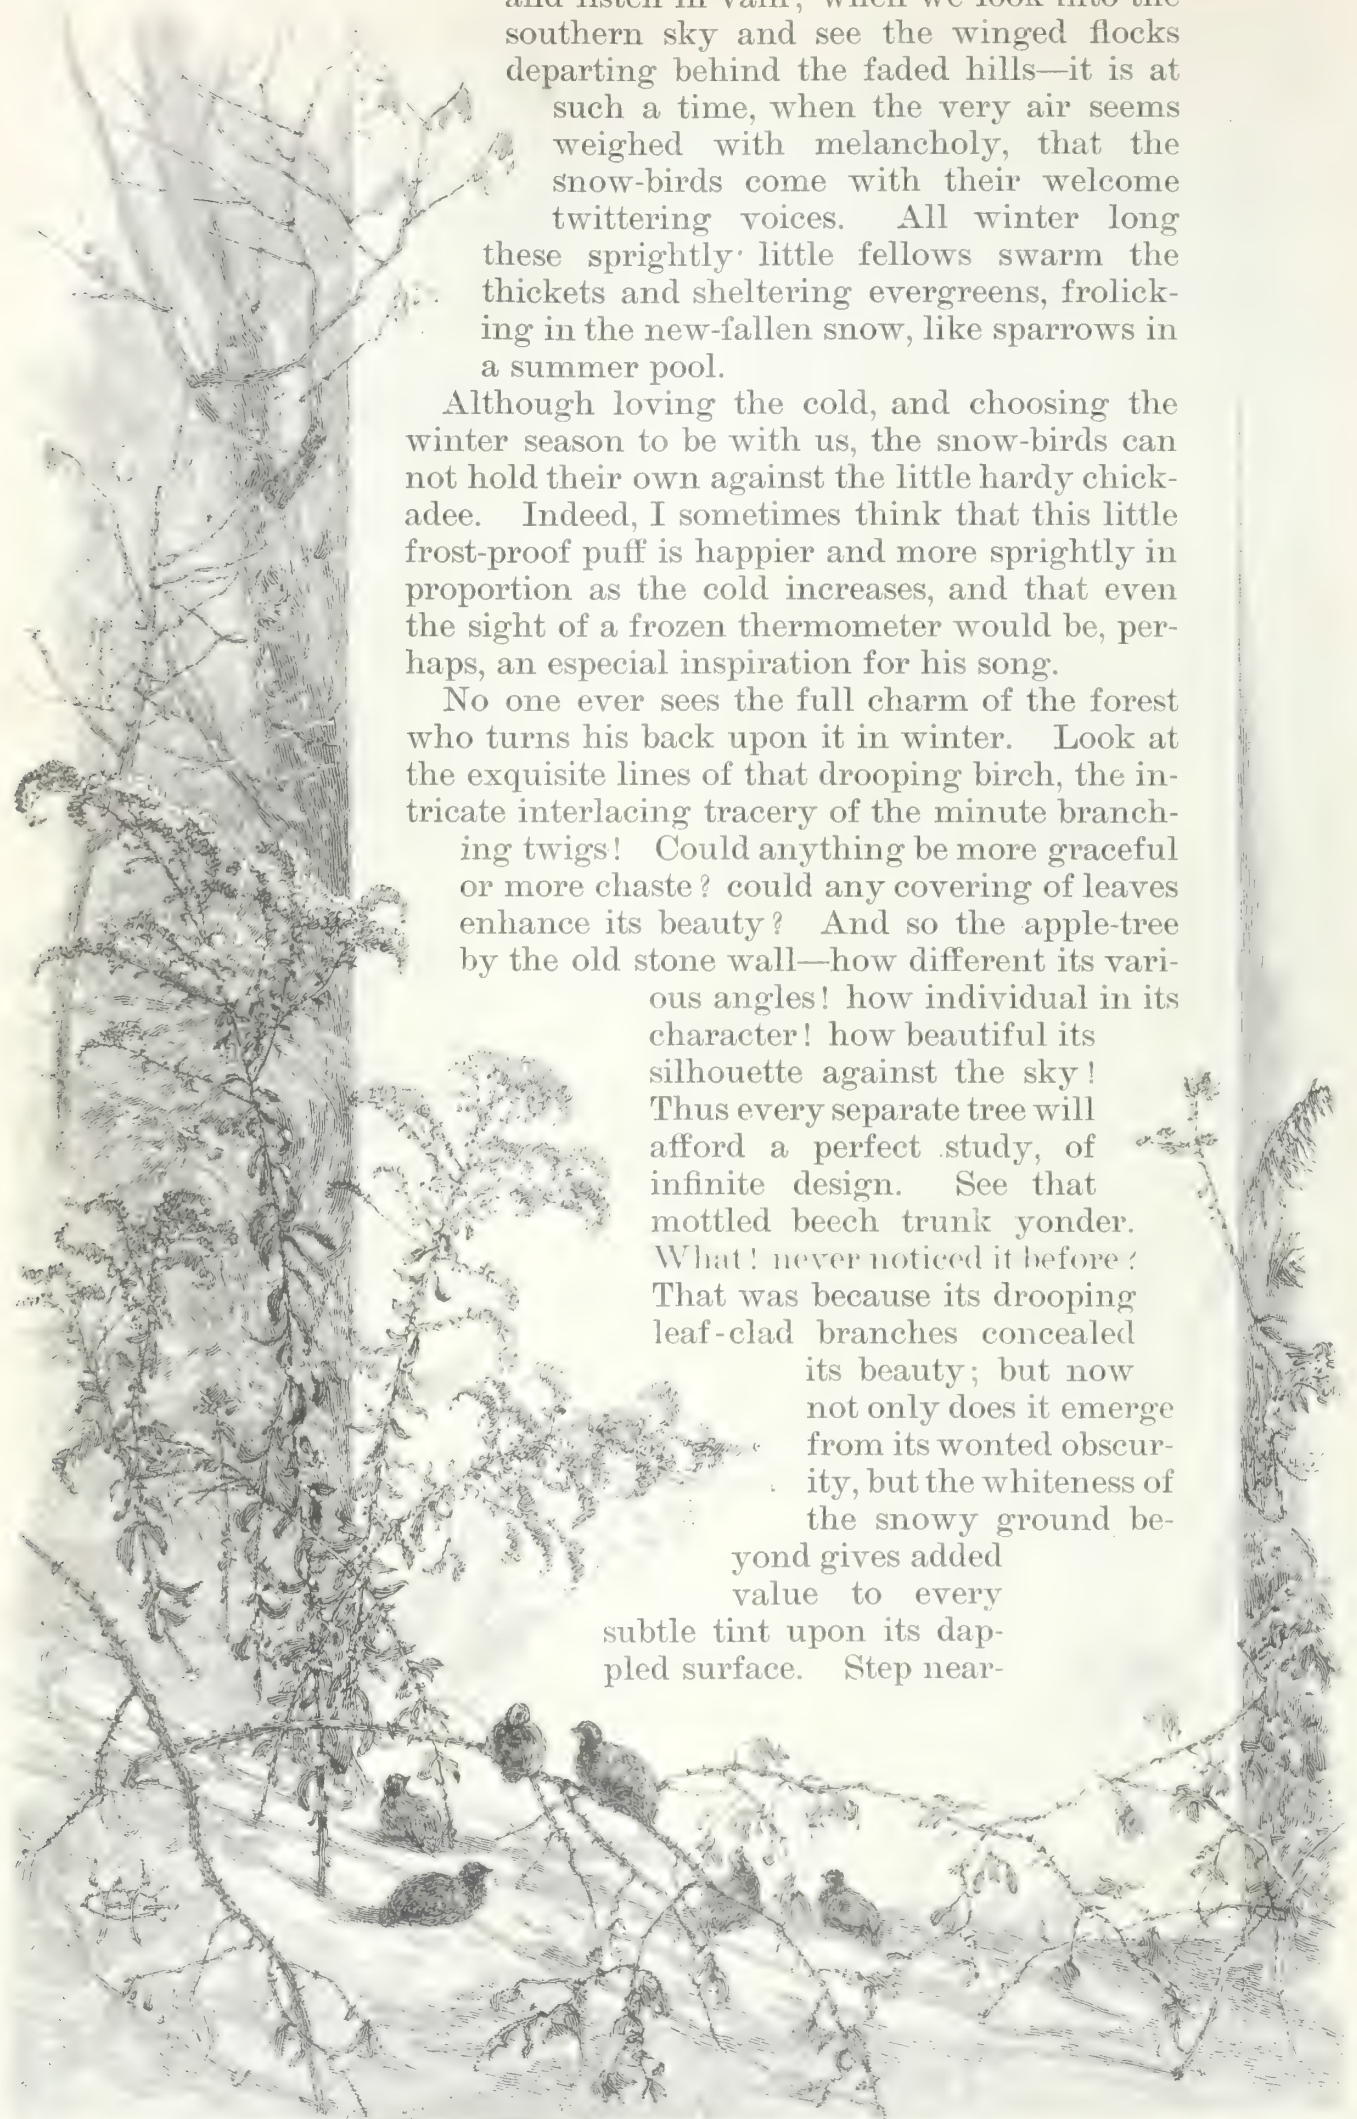 and listen in vain; when we look into the
southern sky and see the winged flocks
departing behind the faded hills—it is at
such a time, when the very air seems
weighed with melancholy, that the
snow-birds come with their welcome
twittering voices. All winter long
these sprightly little fellows swarm the
thickets and sheltering evergreens, frolick-
ing in the new-fallen snow, like sparrows in
a summer pool.
Although loving the cold, and choosing the
winter season to be with us, the snow-birds can
not hold their own against the little hardy chick-
adee. Indeed, I sometimes think that this little
frost-proof puff is happier and more sprightly in
proportion as the cold increases, and that even
the sight of a frozen thermometer would be, per-
haps, an especial inspiration for his song.
No one ever sees the full charm of the forest
who turns his back upon it in winter. Look at
the exquisite lines of that drooping birch, the in-
tricate interlacing tracery of the minute branch-
ing twigs! Could anything be more graceful
or more chaste? could any covering of leaves
enhance its beauty? And so the apple-tree
by the old stone wall—how different its vari-
ous angles! how individual in its
character! how beautiful its
silhouette against the sky!
Thus every separate tree will
afford a perfect study, of
infinite design. See that
mottled beech trunk yonder.
What! never noticed it before?
That was because its drooping
leaf-clad branches concealed
its beauty; but now
not only does it emerge
from its wonted obscur-
ity, but the whiteness of
the snowy ground be-
yond gives added
value to every
subtle tint upon its dap-
pled surface. Step near-